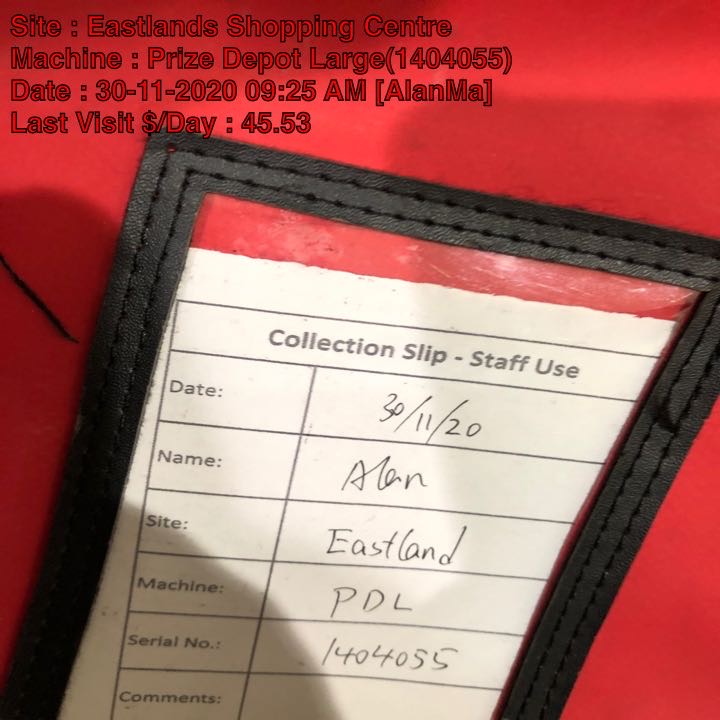 Site : Eastlands Shopping Centre
Machine : Prize Depot Large(1404055)
Date : 30-11-2020 09:25 AM [AlanMa]
Last Visit $/Day : 45.53
Collection Slip - Staff Use
Date: 30/11/20
Name: Alan
Site: Eastland
Machine: PDL
Serial No.: 1404055
Comments: